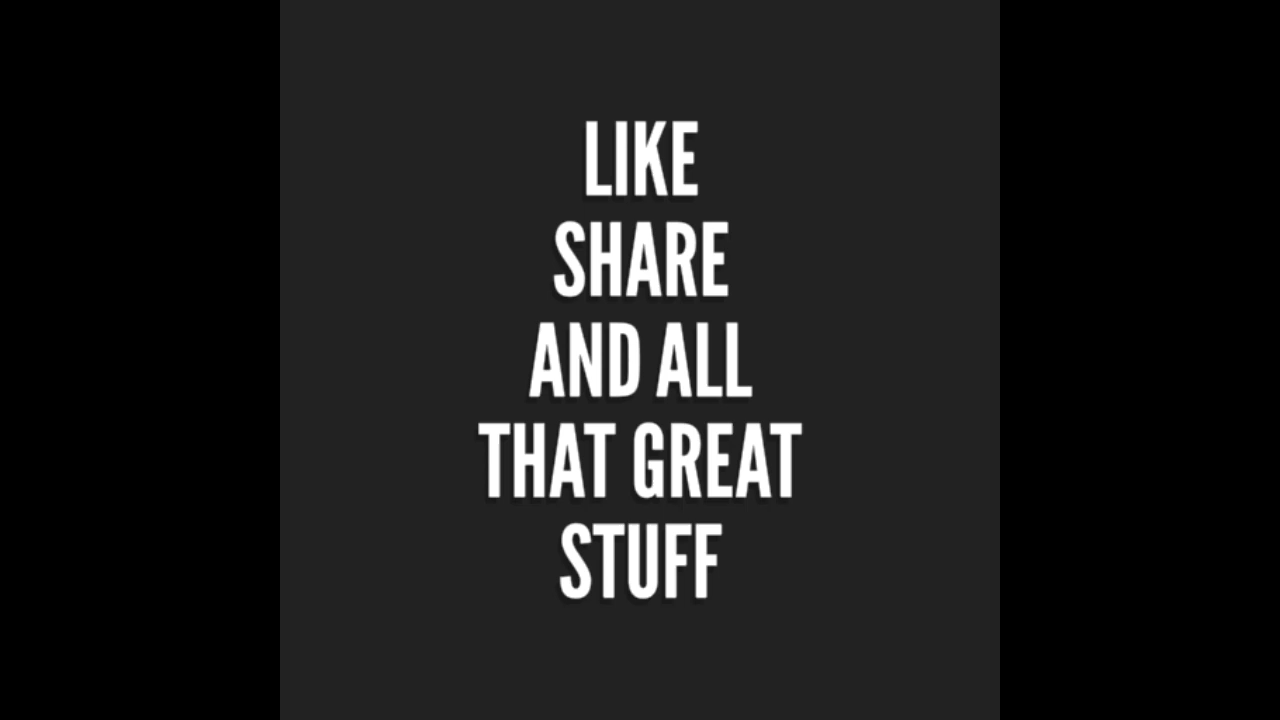 LIKE
SHARE
AND ALL
THAT GREAT
STUFF